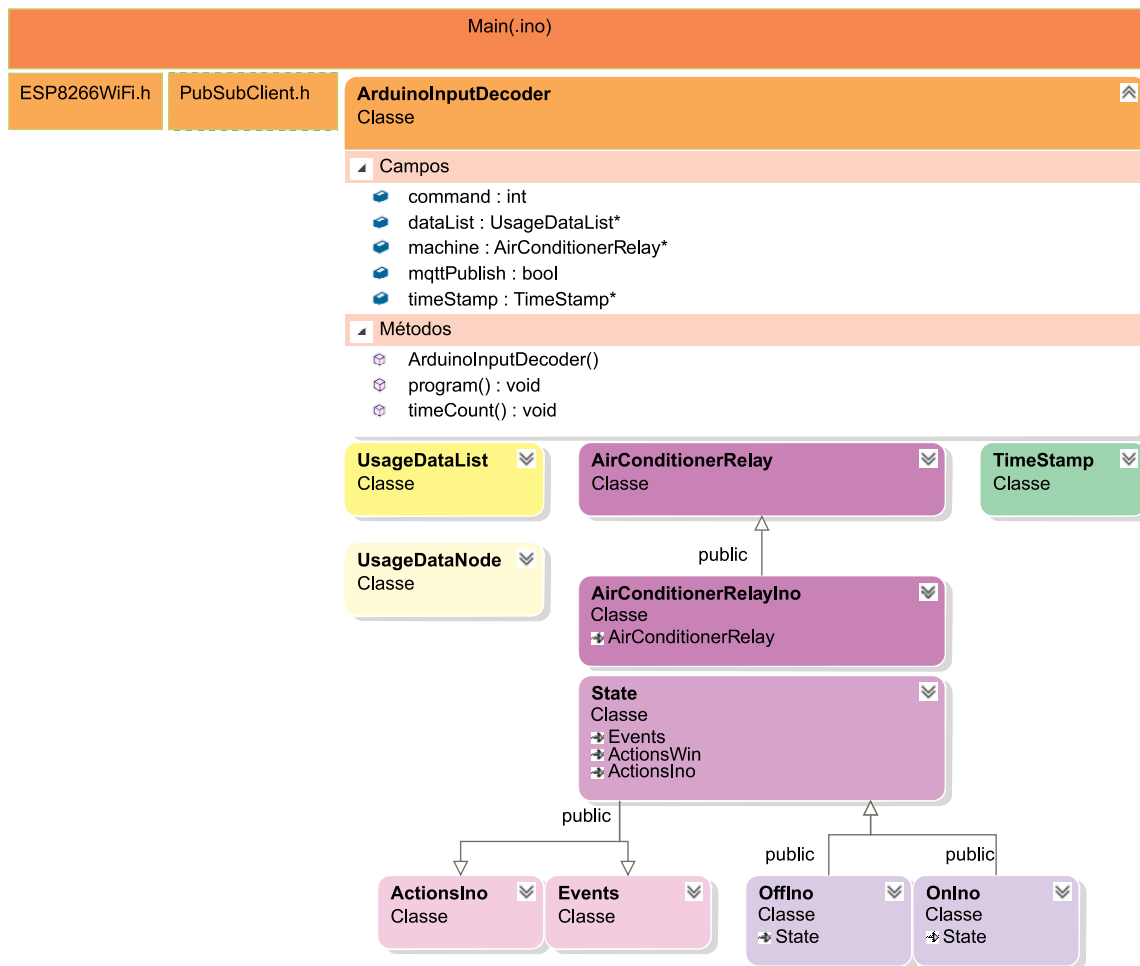 Main(.ino)
ESP8266WiFi.h
PubSubClient.h
ArduinoInputDecoder
Classe
Campos
command : int
dataList : UsageDataList*
machine : AirConditionerRelay*
mqttPublish : bool
timeStamp : TimeStamp*
Métodos
ArduinoInputDecoder()
program() : void
timeCount() : void
UsageDataList
Classe
AirConditionerRelay
Classe
TimeStamp
Classe
public
UsageDataNode
Classe
AirConditionerRelayIno
Classe
AirConditionerRelay
State
Classe
Events
ActionsWin
ActionsIno
public
public
public
ActionsIno
Classe
Events
Classe
OffIno
Classe
State
OnIno
Classe
State